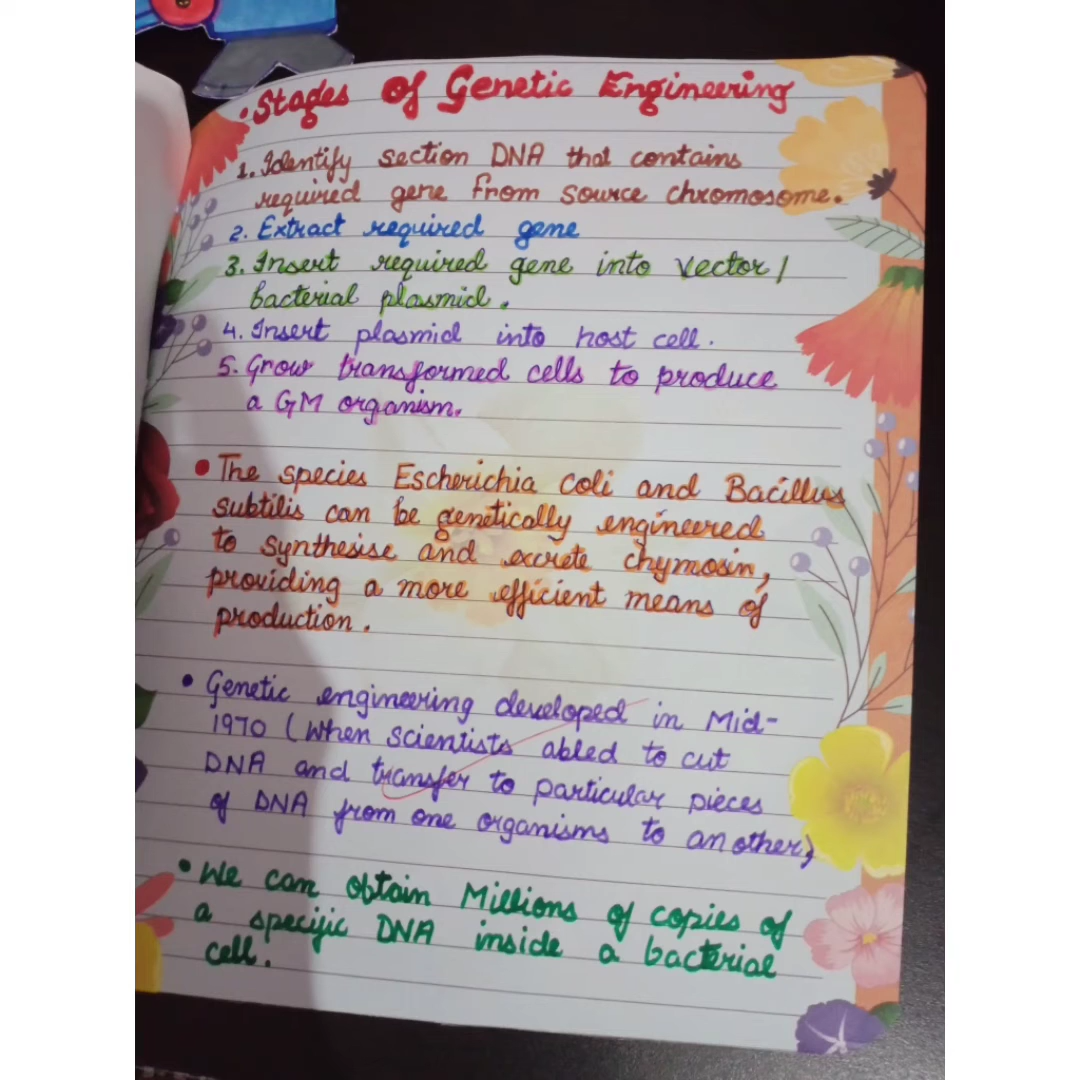 • Stages Of Genetic Engineering
1. Identify section DNA that contains
required gene from source chromosome.
2. Extract required gene
3. Insert required gene into vector/
bacterial plasmid.
4. Insert plasmid into host cell.
5. Grow transformed cells to produce
a GM organism.
• The species Escherichia coli and Bacillus
subtilis can be genetically engineered
to synthesise and excrete chymosin,
providing a more efficient means of
production.
• Genetic engineering developed in Mid-
1970 (when scientists abled to cut
DNA and transfer to particular pieces
of DNA from one organisms to another)
• We can obtain Millions of copies of
a specific DNA inside a bacterial
cell.